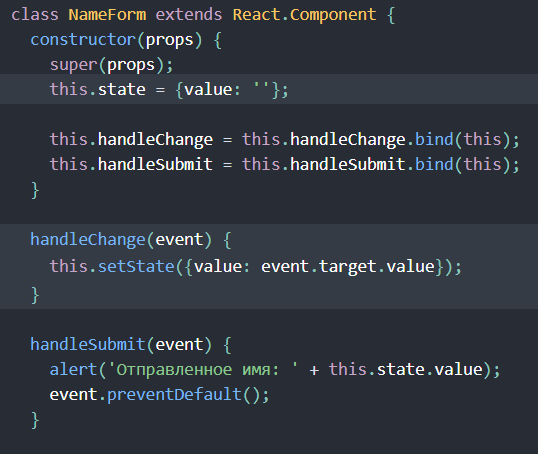 class NameForm extends React.Component {
  constructor(props) {
    super(props);
    this.state = {value: ''};

    this.handleChange = this.handleChange.bind(this);
    this.handleSubmit = this.handleSubmit.bind(this);
  }

  handleChange(event) {
    this.setState({value: event.target.value});
  }

  handleSubmit(event) {
    alert('Отправленное имя: ' + this.state.value);
    event.preventDefault();
  }